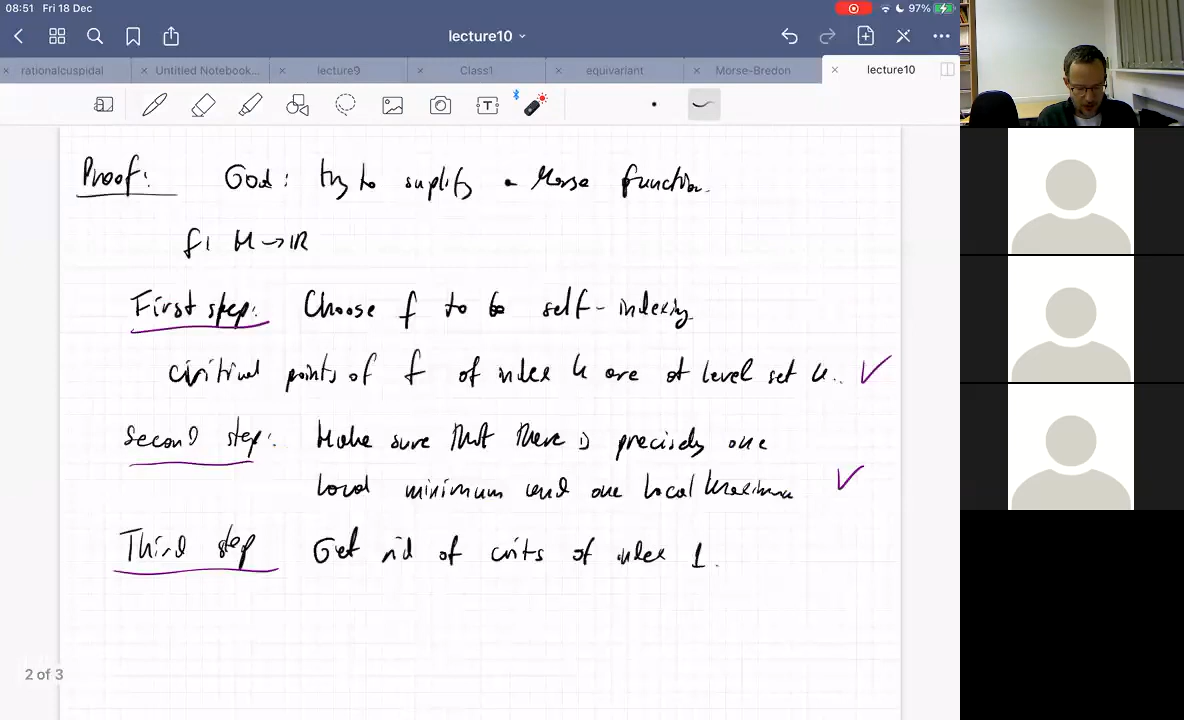 08:51 Fri 18 Dec
97%
lecture10
rationalcuspidal
Untitled Notebook...
lecture9
Class1
equivariant
Morse-Bredon
lecture10
Proof: Goal: try to simplify a Morse function.
f: M → IR
First step: Choose f to be self-indexing.
critical points of f of index k are at level set k. ✓
Second step: Make sure that there is precisely one
local minimum and one local maximum ✓
Third step Get rid of crits of index 1.
2 of 3